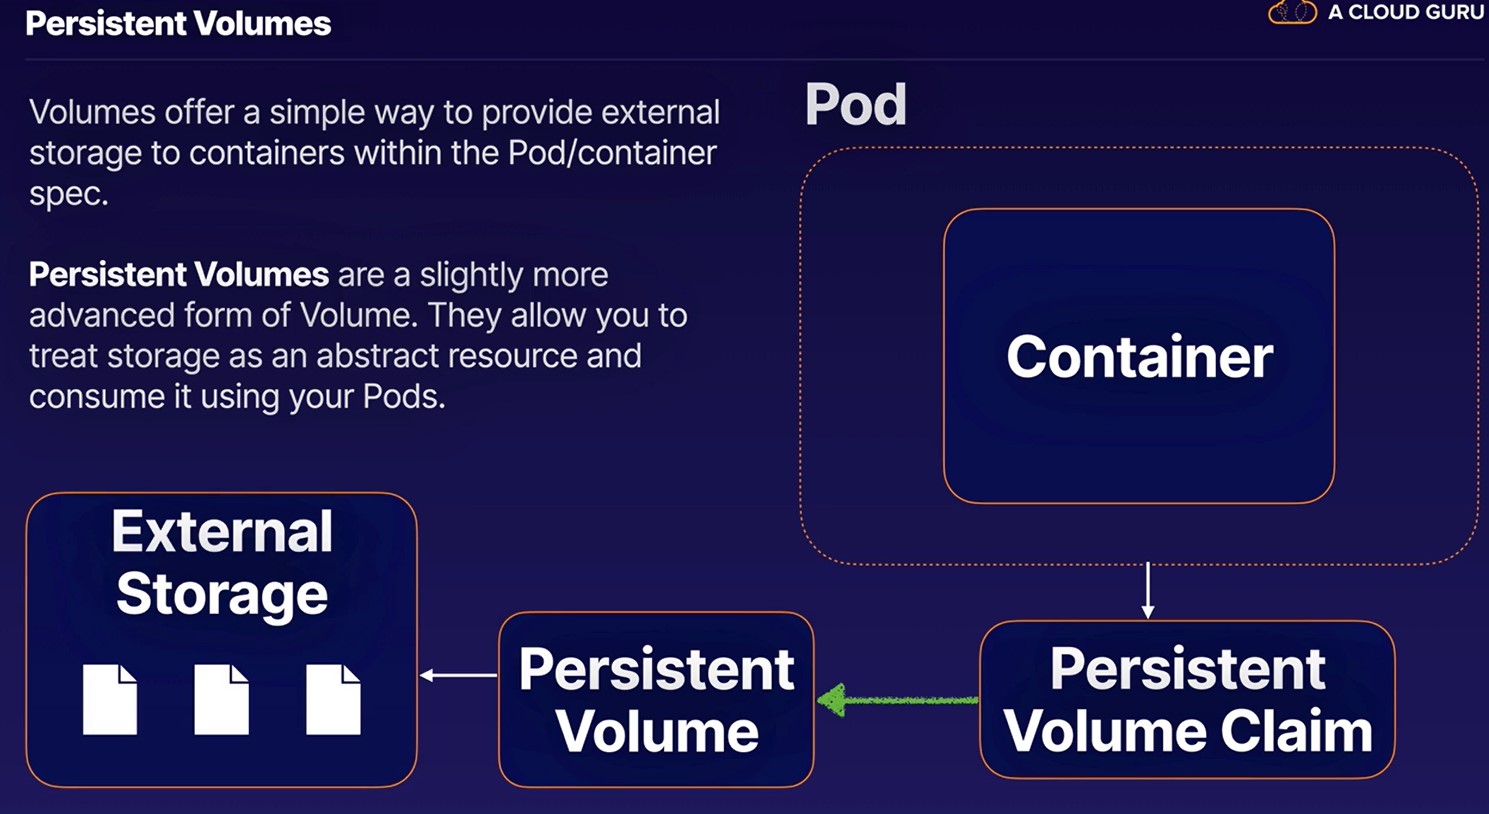 Persistent Volumes
A CLOUD GURU
Volumes offer a simple way to provide external
storage to containers within the Pod/container
spec.
Persistent Volumes are a slightly more
advanced form of Volume. They allow you to
treat storage as an abstract resource and
consume it using your Pods.
Pod
Container
External
Storage
Persistent
Volume
Persistent
Volume Claim